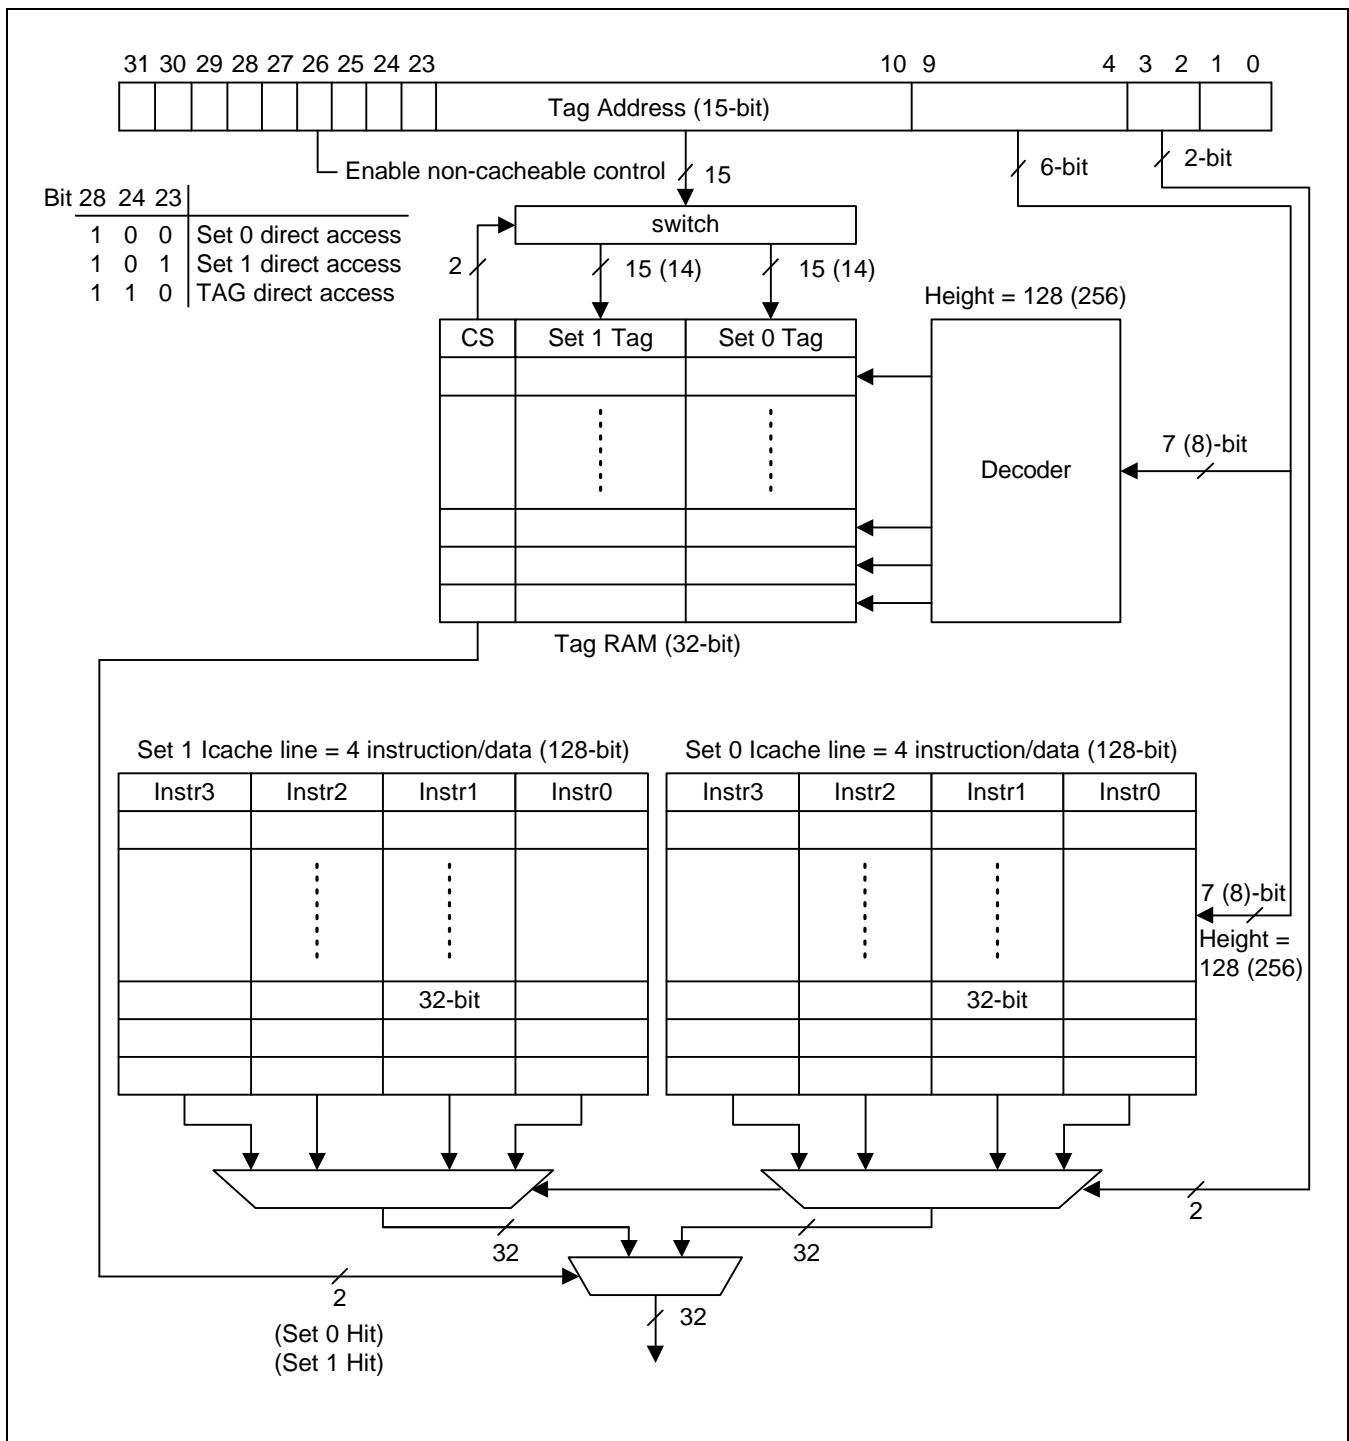 31 30 29 28 27 26 25 24 23 10 9 4 3 2 1 0
Tag Address (15-bit)
Enable non-cacheable control
15
6-bit
2-bit
Bit 28 24 23
1 0 0 Set 0 direct access
1 0 1 Set 1 direct access
1 1 0 TAG direct access
switch
2
15 (14)
15 (14)
Height = 128 (256)
CS Set 1 Tag Set 0 Tag
Decoder
7 (8)-bit
Tag RAM (32-bit)
Set 1 Icache line = 4 instruction/data (128-bit)
Set 0 Icache line = 4 instruction/data (128-bit)
Instr3 Instr2 Instr1 Instr0
Instr3 Instr2 Instr1 Instr0
7 (8)-bit
Height =
128 (256)
32-bit
32-bit
2
32
32
2
(Set 0 Hit)
(Set 1 Hit)
32